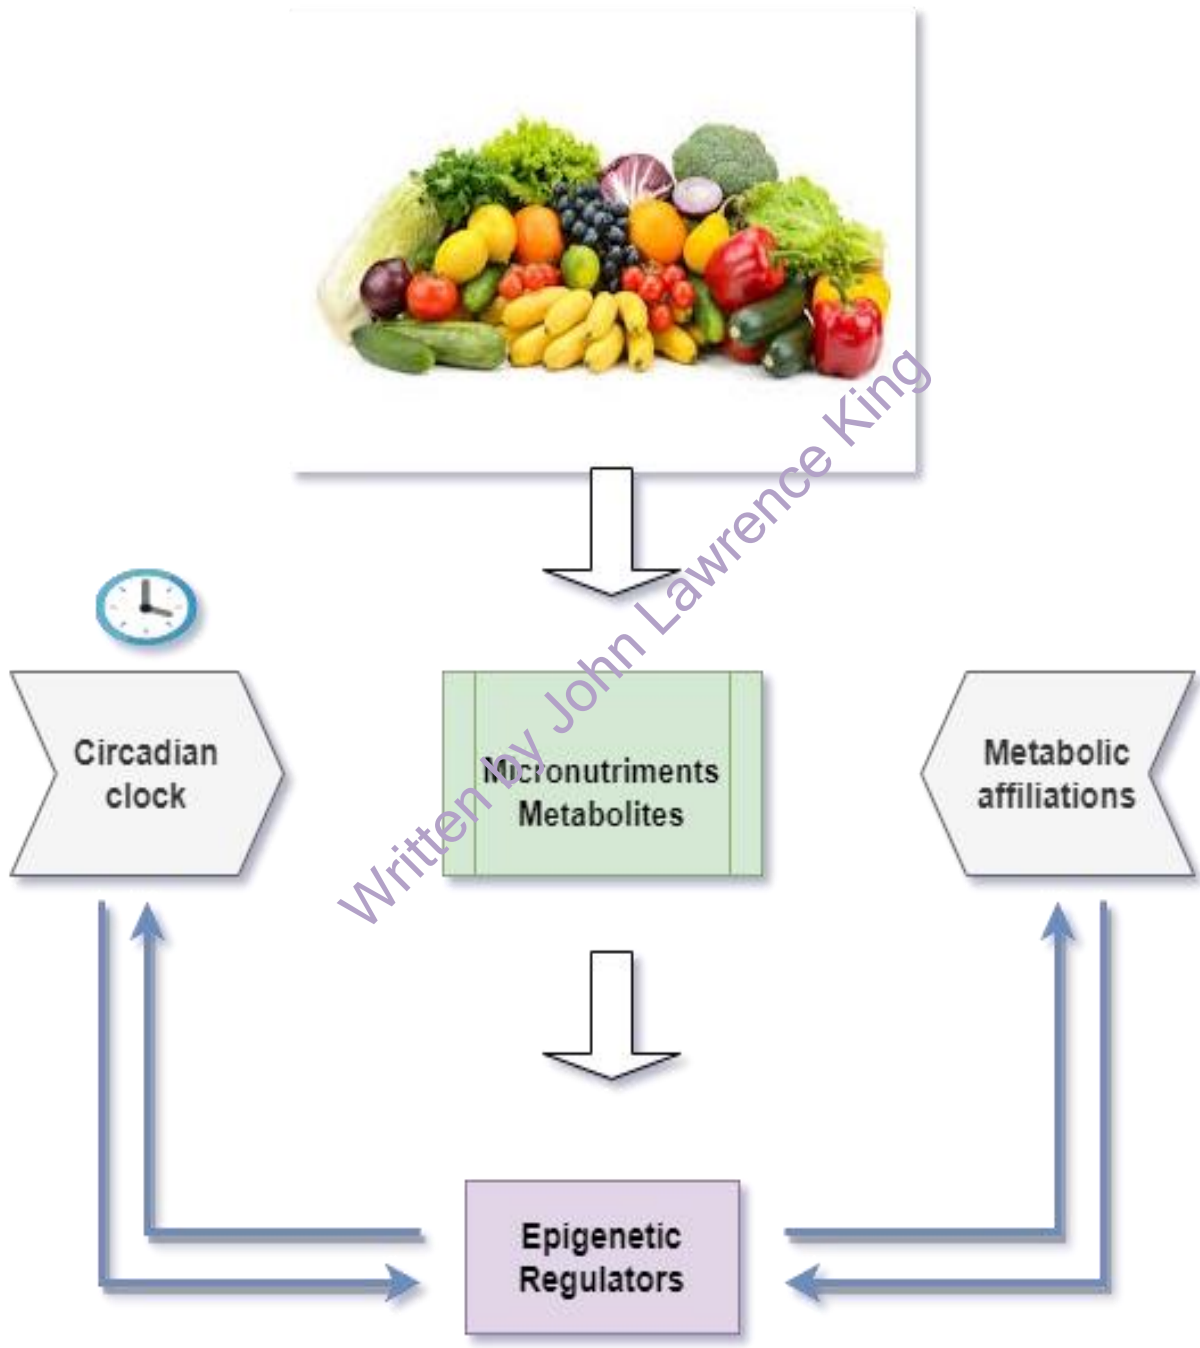 Circadian
clock
Micronutriments
Metabolites
Metabolic
affiliations
Epigenetic
Regulators
Written by John Lawrence King